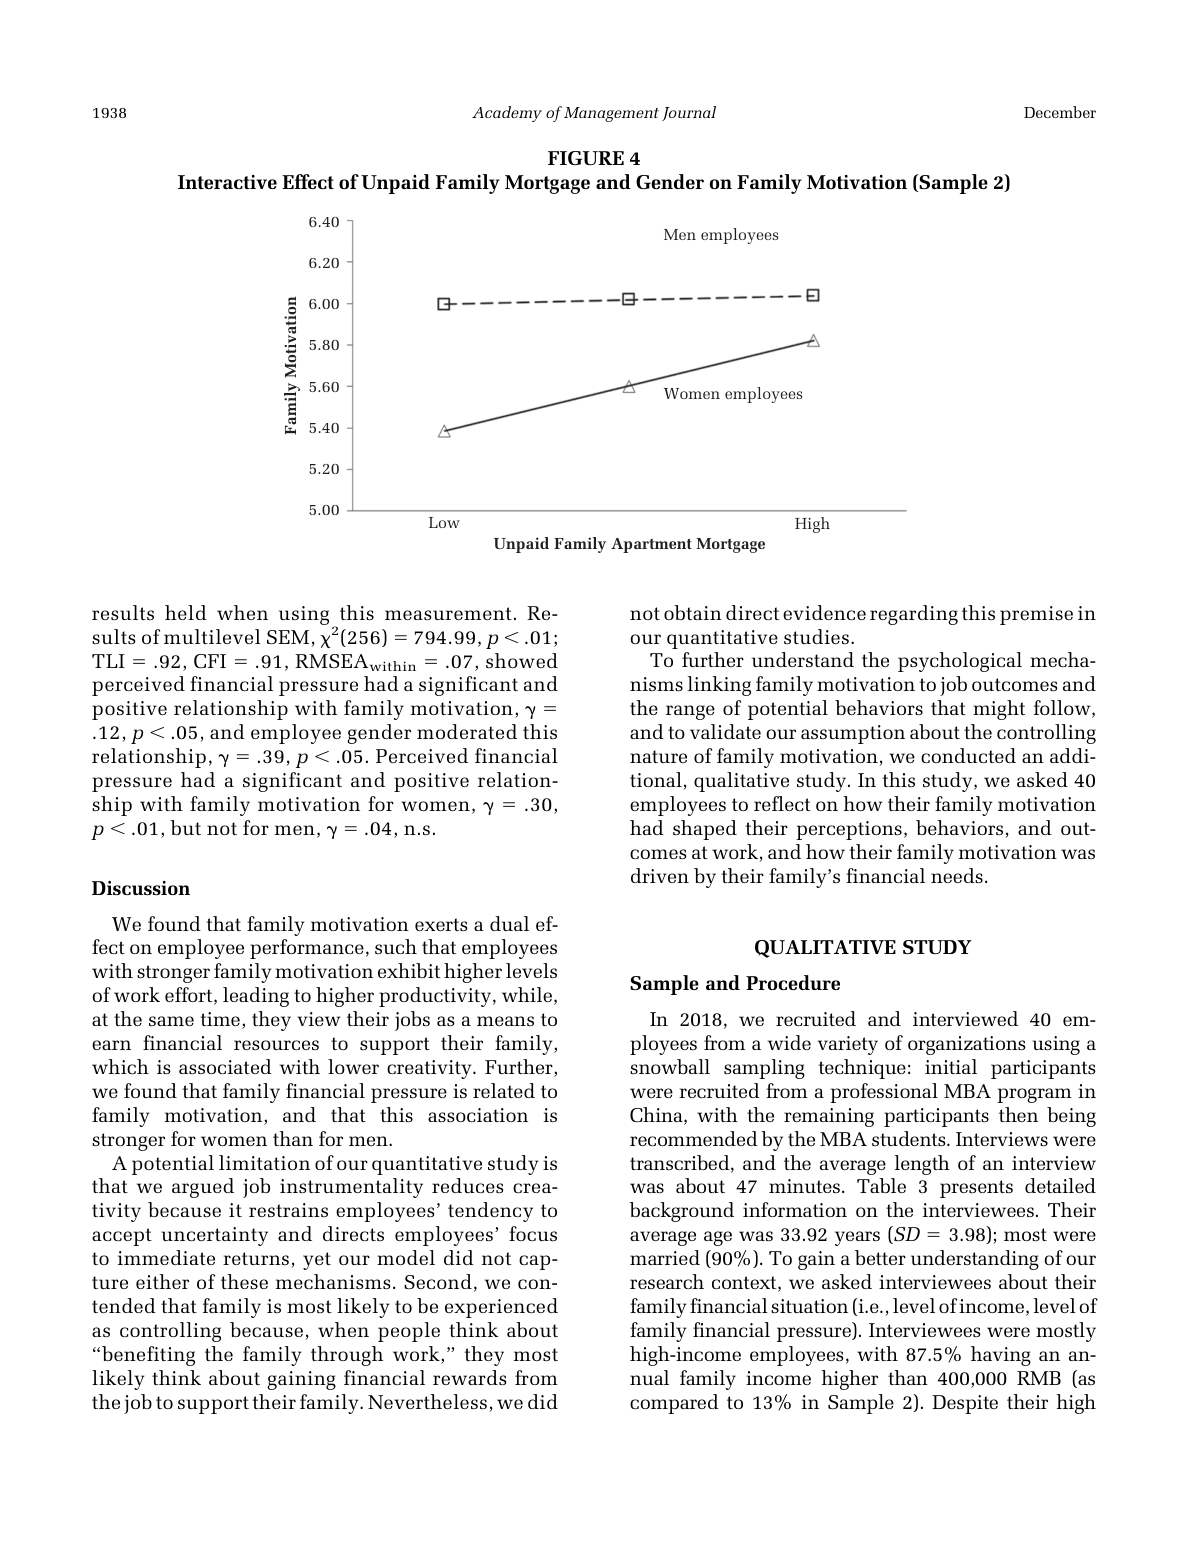 1938
Academy of Management Journal
December
FIGURE 4
Interactive Effect of Unpaid Family Mortgage and Gender on Family Motivation (Sample 2)
6.40
6.20
6.00
5.80
5.60
5.40
5.20
5.00
Family Motivation
Men employees
Women employees
Low
High
Unpaid Family Apartment Mortgage
results held when using this measurement. Re-
sults of multilevel SEM, χ²(256) = 794.99, p < .01;
TLI = .92, CFI = .91, RMSEAwithin = .07, showed
perceived financial pressure had a significant and
positive relationship with family motivation, γ =
.12, p < .05, and employee gender moderated this
relationship, γ = .39, p < .05. Perceived financial
pressure had a significant and positive relation-
ship with family motivation for women, γ = .30,
p < .01, but not for men, γ = .04, n.s.
Discussion
We found that family motivation exerts a dual ef-
fect on employee performance, such that employees
with stronger family motivation exhibit higher levels
of work effort, leading to higher productivity, while,
at the same time, they view their jobs as a means to
earn financial resources to support their family,
which is associated with lower creativity. Further,
we found that family financial pressure is related to
family motivation, and that this association is
stronger for women than for men.
A potential limitation of our quantitative study is
that we argued job instrumentality reduces crea-
tivity because it restrains employees’ tendency to
accept uncertainty and directs employees’ focus
to immediate returns, yet our model did not cap-
ture either of these mechanisms. Second, we con-
tended that family is most likely to be experienced
as controlling because, when people think about
“benefiting the family through work,” they most
likely think about gaining financial rewards from
the job to support their family. Nevertheless, we did
not obtain direct evidence regarding this premise in
our quantitative studies.
To further understand the psychological mecha-
nisms linking family motivation to job outcomes and
the range of potential behaviors that might follow,
and to validate our assumption about the controlling
nature of family motivation, we conducted an addi-
tional, qualitative study. In this study, we asked 40
employees to reflect on how their family motivation
had shaped their perceptions, behaviors, and out-
comes at work, and how their family motivation was
driven by their family’s financial needs.
QUALITATIVE STUDY
Sample and Procedure
In 2018, we recruited and interviewed 40 em-
ployees from a wide variety of organizations using a
snowball sampling technique: initial participants
were recruited from a professional MBA program in
China, with the remaining participants then being
recommended by the MBA students. Interviews were
transcribed, and the average length of an interview
was about 47 minutes. Table 3 presents detailed
background information on the interviewees. Their
average age was 33.92 years (SD = 3.98); most were
married (90%). To gain a better understanding of our
research context, we asked interviewees about their
family financial situation (i.e., level of income, level of
family financial pressure). Interviewees were mostly
high-income employees, with 87.5% having an an-
nual family income higher than 400,000 RMB (as
compared to 13% in Sample 2). Despite their high